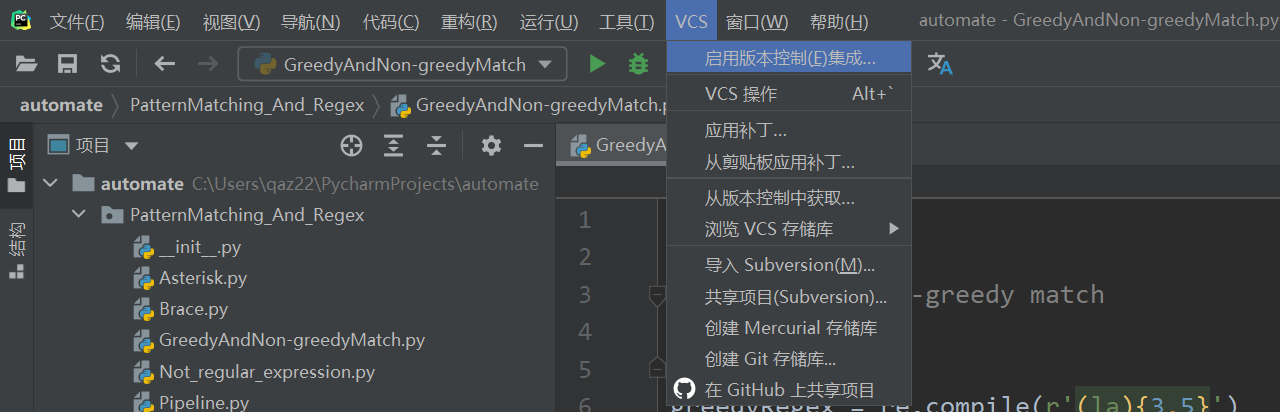 PC 文件(F) 编辑(E) 视图(V) 导航(N) 代码(C) 重构(R) 运行(U) 工具(T) VCS 窗口(W) 帮助(H) automate - GreedyAndNon-greedyMatch.py
GreedyAndNon-greedyMatch
automate PatternMatching_And_Regex GreedyAndNon-greedyMatch.p
启用版本控制(E)集成...
VCS 操作 Alt+`
应用补丁...
从剪贴板应用补丁...
从版本控制中获取...
浏览 VCS 存储库
导入 Subversion(M)...
共享项目(Subversion)...
创建 Mercurial 存储库
创建 Git 存储库...
在 GitHub 上共享项目
项目
结构
项目
automate C:\Users\qaz22\PycharmProjects\automate
PatternMatching_And_Regex
__init__.py
Asterisk.py
Brace.py
GreedyAndNon-greedyMatch.py
Not_regular_expression.py
Pipeline.py
GreedyA
1
2
3 -greedy match
4
5
greedyRegex = re.compile(r'(la){3,5}')